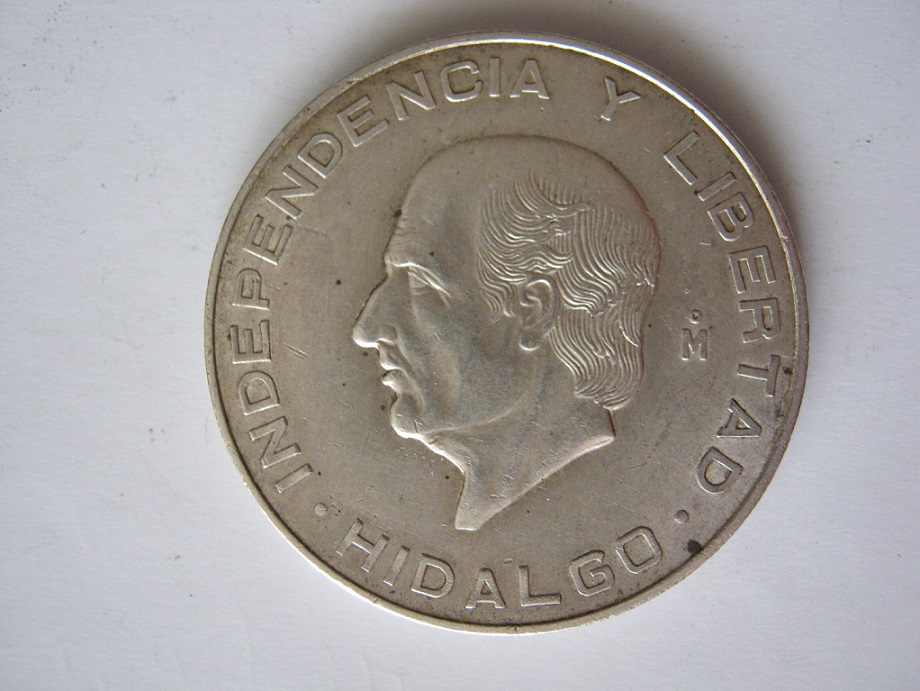 INDEPENDENCIA Y LIBERTAD
· HIDALGO ·
M°